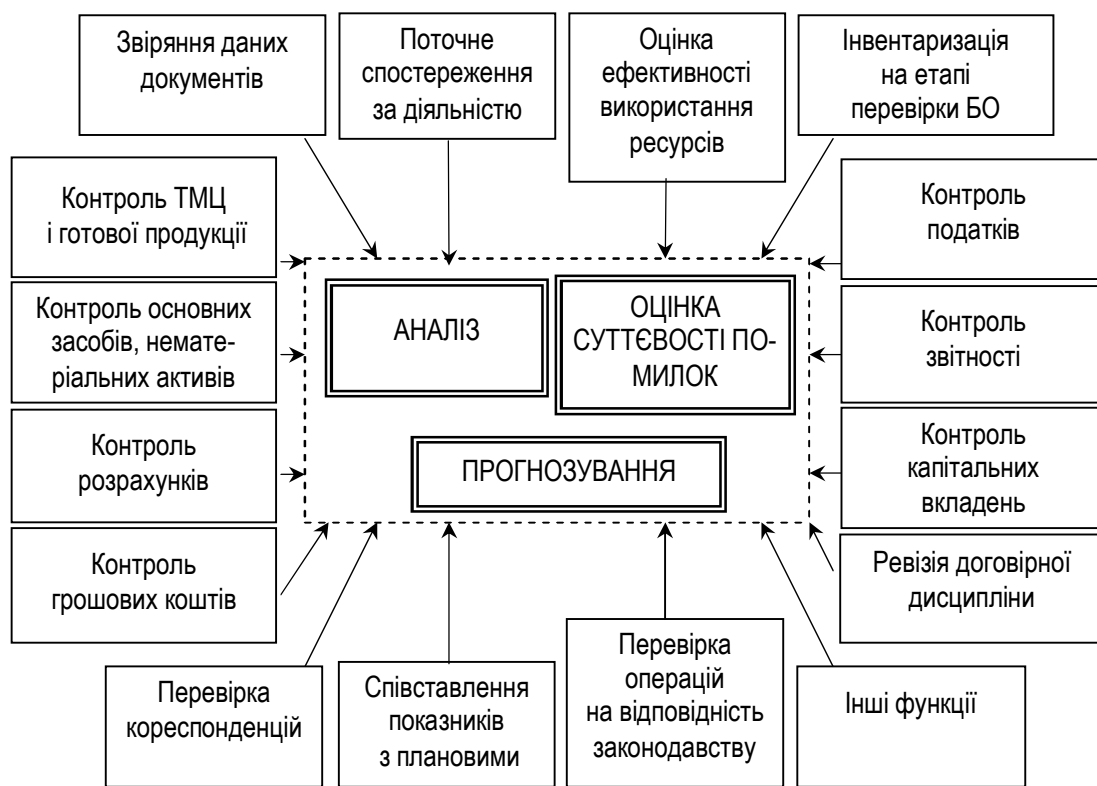 Звіряння даних
документів
Поточне
спостереження
за діяльністю
Оцінка
ефективності
використання
ресурсів
Інвентаризація
на етапі
перевірки БО
Контроль ТМЦ
і готової продукції
Контроль
податків
Контроль основних
засобів, немате-
ріальних активів
АНАЛІЗ
ОЦІНКА
СУТТЄВОСТІ ПО-
МИЛОК
Контроль
звітності
Контроль
розрахунків
ПРОГНОЗУВАННЯ
Контроль
капітальних
вкладень
Контроль
грошових коштів
Ревізія договірної
дисципліни
Перевірка
кореспонденцій
Співставлення
показників
з плановими
Перевірка
операцій
на відповідність
законодавству
Інші функції